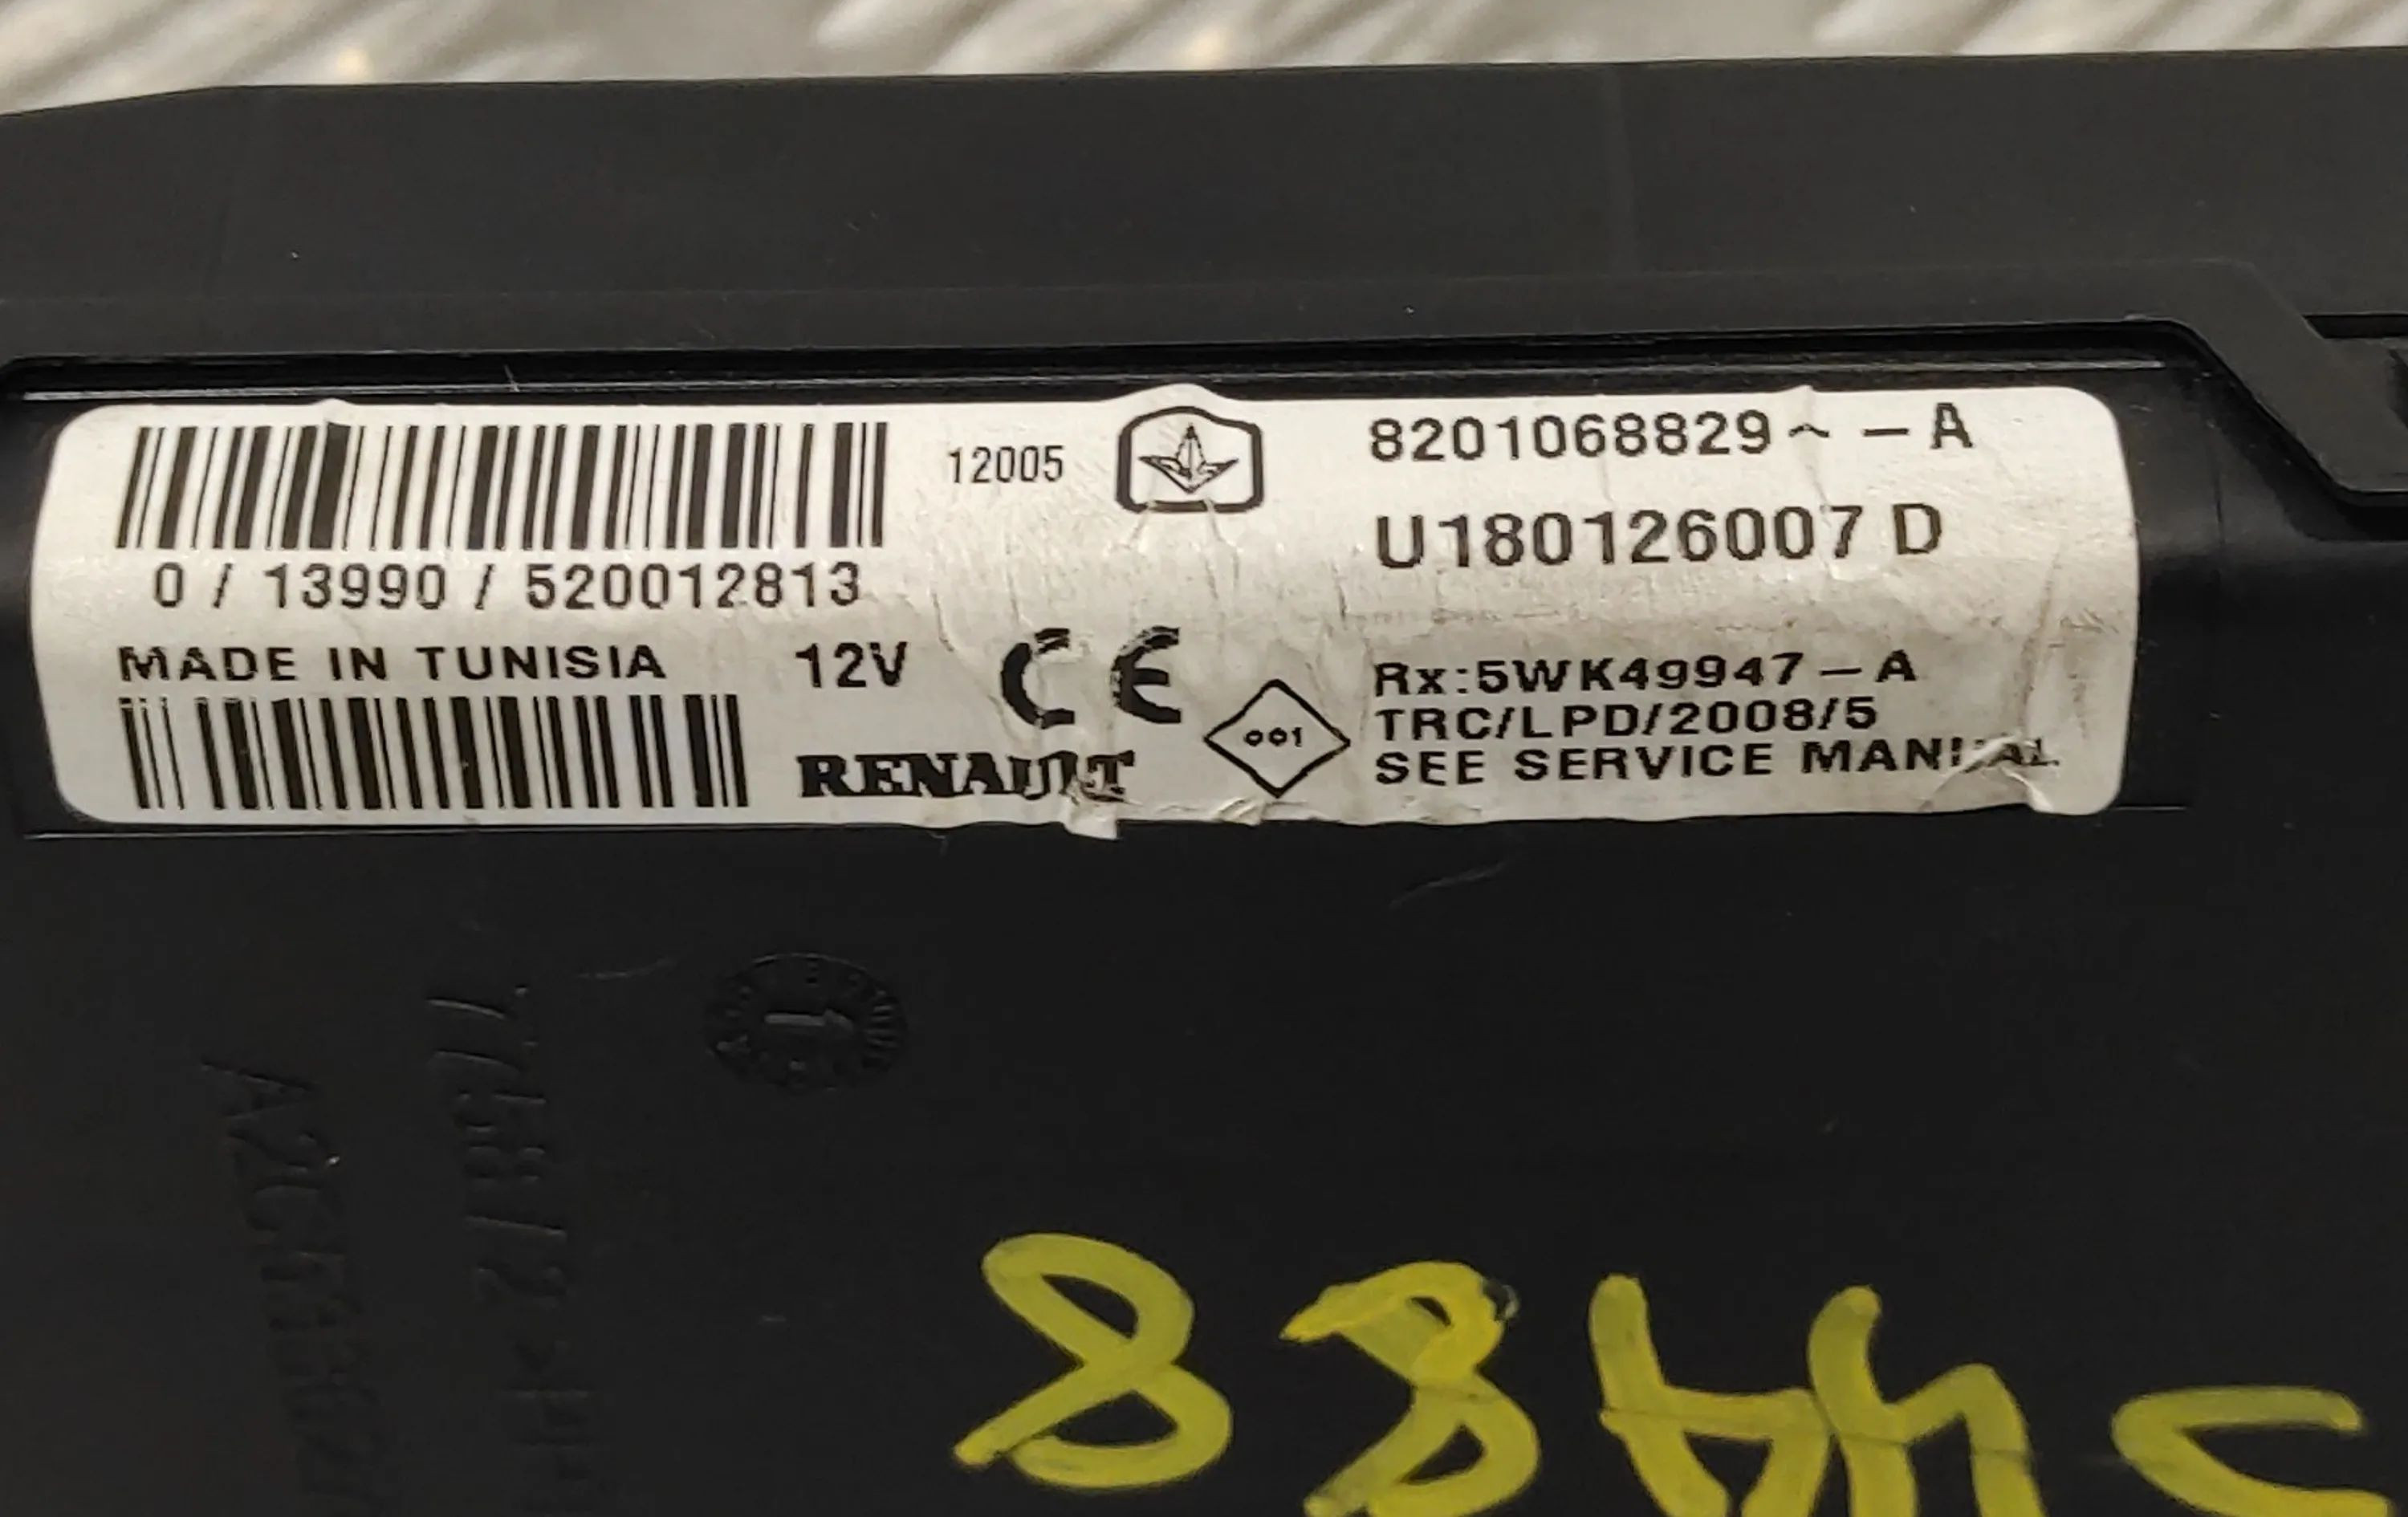 12005
8201068829~ -A
U180126007 D
0 / 13990 / 520012813
MADE IN TUNISIA 12V CE
Rx:5WK49947-A
001
TRC/LPD/2008/5
RENAULT
SEE SERVICE MANUAL